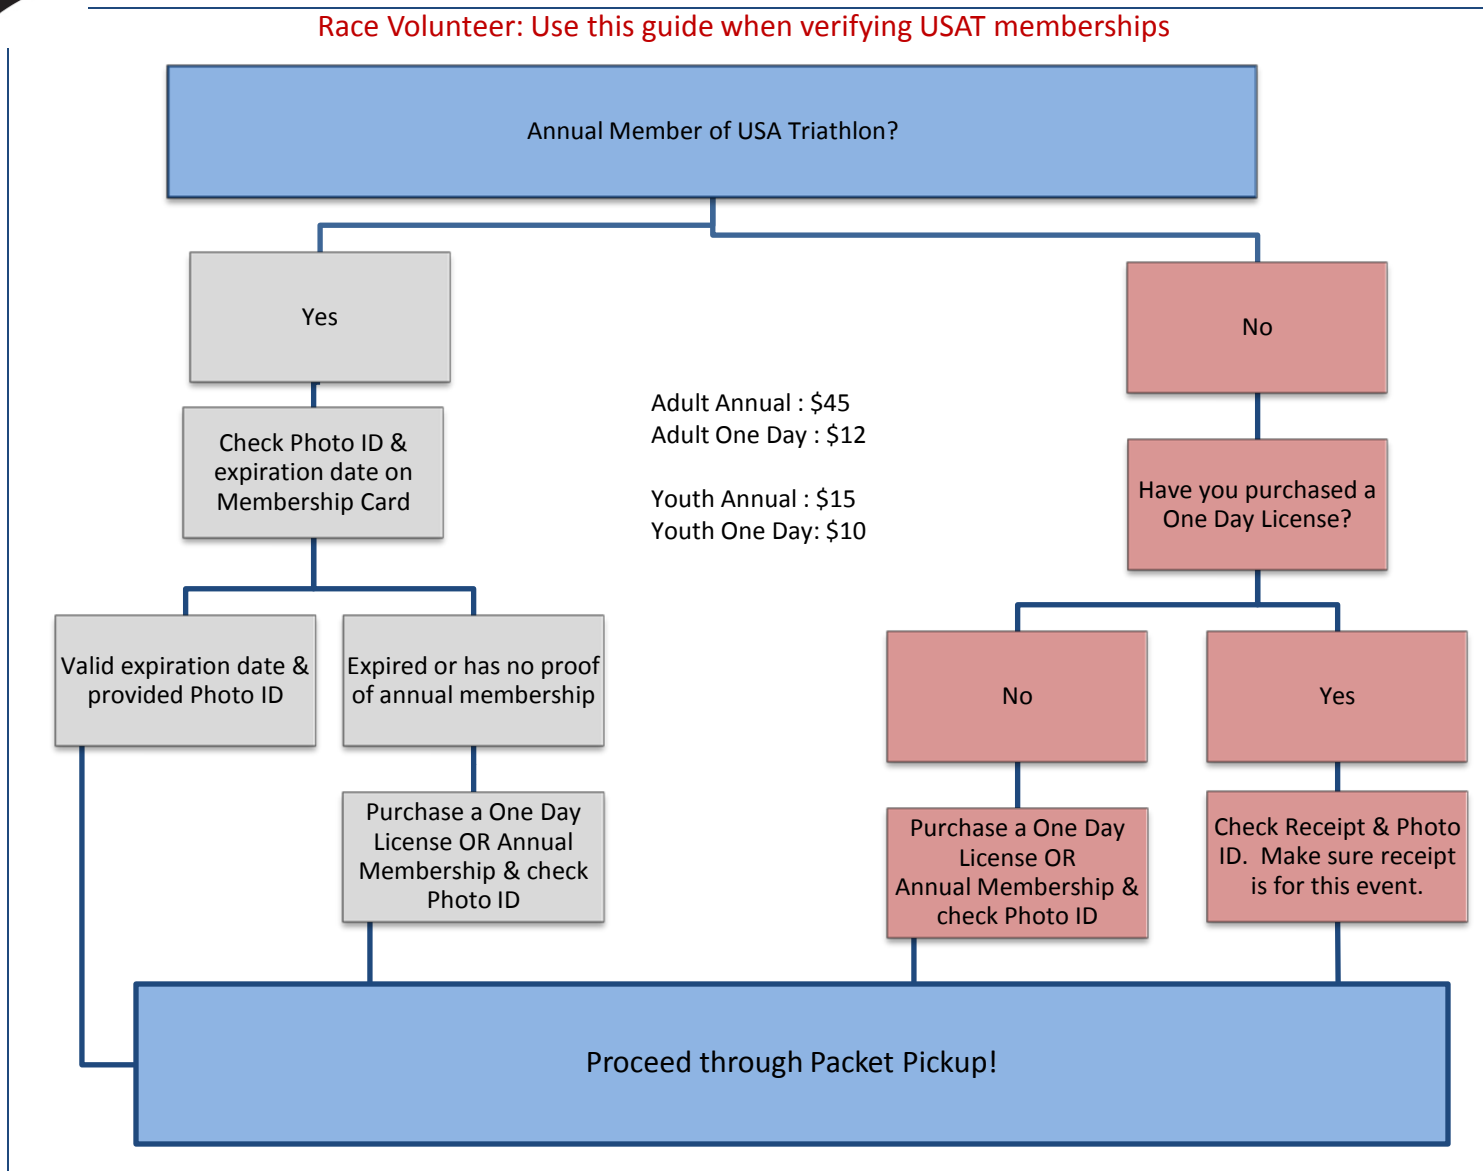 Race Volunteer: Use this guide when verifying USAT memberships
Annual Member of USA Triathlon?
Yes
No
Check Photo ID &
expiration date on
Membership Card
Adult Annual : $45
Adult One Day : $12
Youth Annual : $15
Youth One Day: $10
Have you purchased a
One Day License?
Valid expiration date &
provided Photo ID
Expired or has no proof
of annual membership
No
Yes
Purchase a One Day
License OR Annual
Membership & check
Photo ID
Purchase a One Day
License OR
Annual Membership &
check Photo ID
Check Receipt & Photo
ID.  Make sure receipt
is for this event.
Proceed through Packet Pickup!